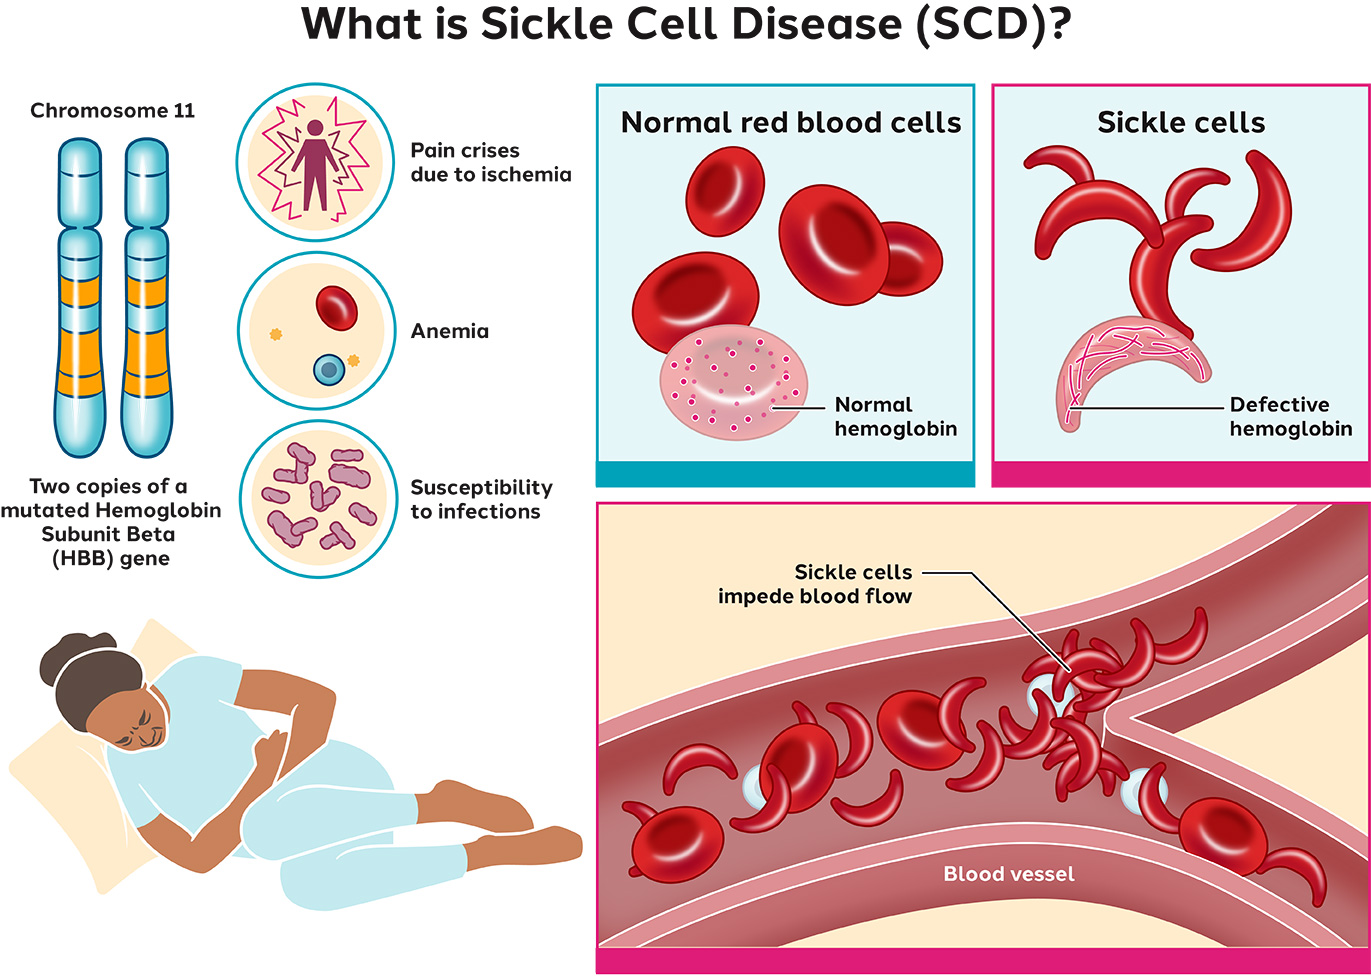 What is Sickle Cell Disease (SCD)?
Chromosome 11
Two copies of a
mutated Hemoglobin
Subunit Beta
(HBB) gene
Pain crises
due to ischemia
Anemia
Susceptibility
to infections
Normal red blood cells
Normal
hemoglobin
Sickle cells
Defective
hemoglobin
Sickle cells
impede blood flow
Blood vessel